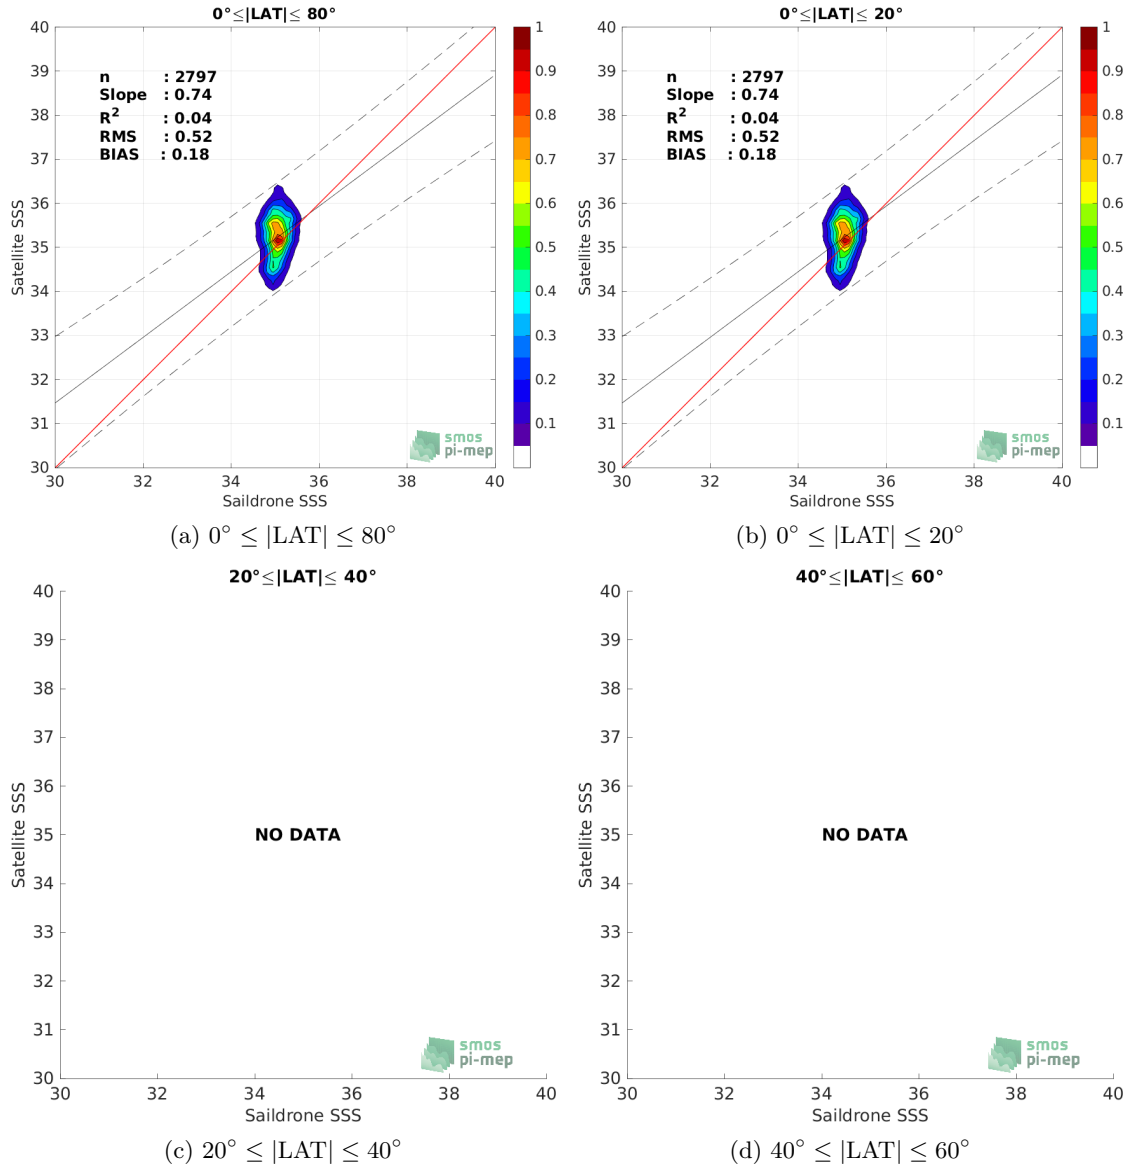 0°≤|LAT|≤ 80°
n : 2797
Slope : 0.74
R² : 0.04
RMS : 0.52
BIAS : 0.18
40
39
38
37
36
35
34
33
32
31
30
Satellite SSS
30 32 34 36 38 40
Saildrone SSS
1
0.9
0.8
0.7
0.6
0.5
0.4
0.3
0.2
0.1
smos
pi-mep
(a) 0° ≤ |LAT| ≤ 80°
0°≤|LAT|≤ 20°
n : 2797
Slope : 0.74
R² : 0.04
RMS : 0.52
BIAS : 0.18
40
39
38
37
36
35
34
33
32
31
30
Satellite SSS
30 32 34 36 38 40
Saildrone SSS
1
0.9
0.8
0.7
0.6
0.5
0.4
0.3
0.2
0.1
smos
pi-mep
(b) 0° ≤ |LAT| ≤ 20°
20°≤|LAT|≤ 40°
40
39
38
37
36
35
34
33
32
31
30
Satellite SSS
NO DATA
30 32 34 36 38 40
Saildrone SSS
smos
pi-mep
(c) 20° ≤ |LAT| ≤ 40°
40°≤|LAT|≤ 60°
40
39
38
37
36
35
34
33
32
31
30
Satellite SSS
NO DATA
30 32 34 36 38 40
Saildrone SSS
smos
pi-mep
(d) 40° ≤ |LAT| ≤ 60°